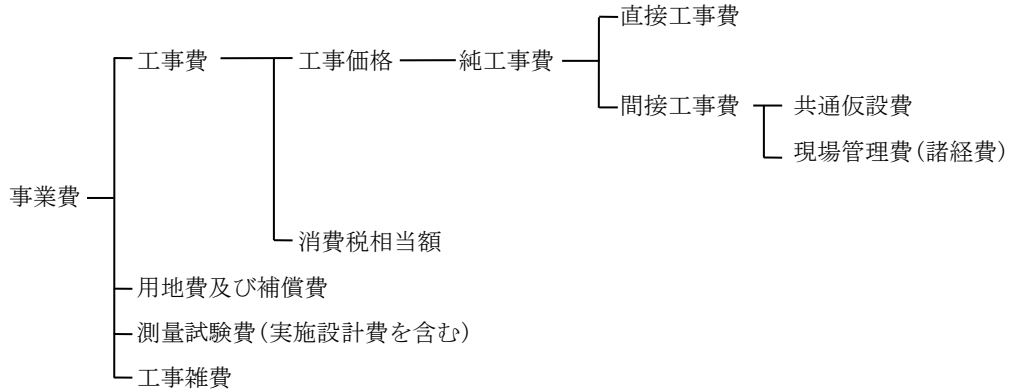 直接工事費
工事費
工事価格
純工事費
間接工事費
共通仮設費
現場管理費(諸経費)
事業費
消費税相当額
用地費及び補償費
測量試験費(実施設計費を含む)
工事雑費